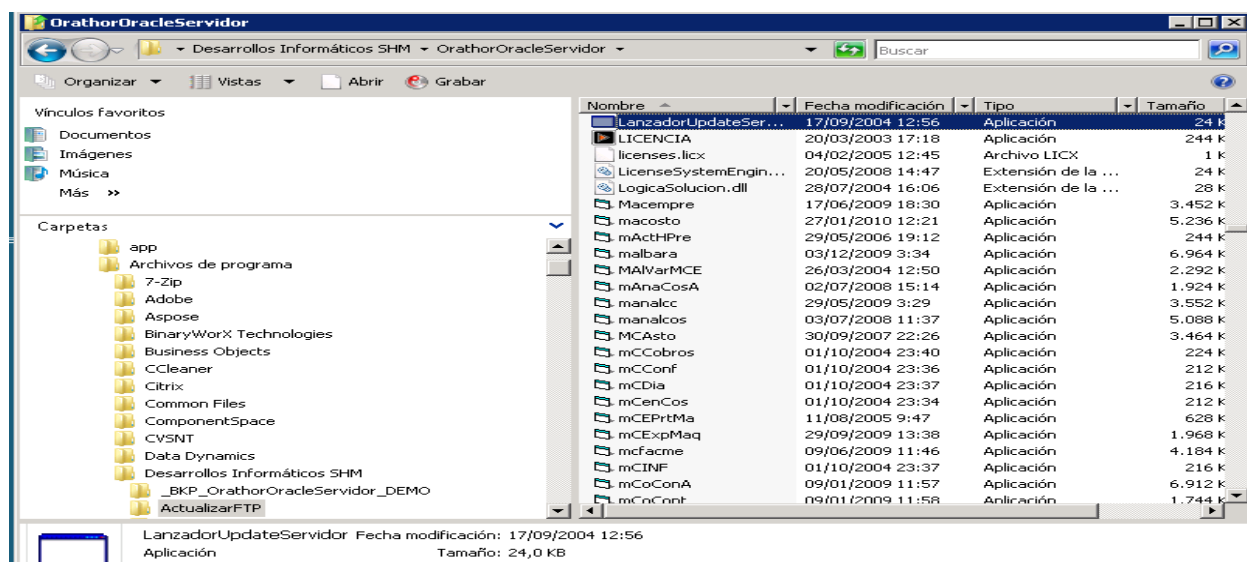 OrathorOracleServidor
Desarrollos Informáticos SHM OrathorOracleServidor
Buscar
Organizar Vistas Abrir Grabar
Vínculos favoritos
Documentos
Imágenes
Música
Más >>
Carpetas
app
Archivos de programa
7-Zip
Adobe
Aspose
BinaryWorX Technologies
Business Objects
CCleaner
Citrix
Common Files
ComponentSpace
CVSNT
Data Dynamics
Desarrollos Informáticos SHM
_BKP_OrathorOracleServidor_DEMO
ActualizarFTP
Nombre Fecha modificación Tipo Tamaño
LanzadorUpdateSer... 17/09/2004 12:56 Aplicación 24 K
LICENCIA 20/03/2003 17:18 Aplicación 244 K
licenses.licx 04/02/2005 12:45 Archivo LICX 1 K
LicenseSystemEngin... 20/05/2008 14:47 Extensión de la ... 24 K
LogicaSolucion.dll 28/07/2004 16:06 Extensión de la ... 28 K
Macempre 17/06/2009 18:30 Aplicación 3.452 K
macosto 27/01/2010 12:21 Aplicación 5.236 K
mActHPre 29/05/2006 19:12 Aplicación 244 K
malbara 03/12/2009 3:34 Aplicación 6.964 K
MAlVarMCE 26/03/2004 12:50 Aplicación 2.292 K
mAnaCosA 02/07/2008 15:14 Aplicación 1.924 K
manalcc 29/05/2009 3:29 Aplicación 3.552 K
manalcos 03/07/2008 11:37 Aplicación 5.088 K
MCAsto 30/09/2007 22:26 Aplicación 3.464 K
mCCobros 01/10/2004 23:40 Aplicación 224 K
mCConf 01/10/2004 23:36 Aplicación 212 K
mCDia 01/10/2004 23:37 Aplicación 216 K
mCenCos 01/10/2004 23:34 Aplicación 212 K
mCEPrtMa 11/08/2005 9:47 Aplicación 628 K
mCExpMaq 29/09/2009 13:38 Aplicación 1.968 K
mcfacme 09/06/2009 11:46 Aplicación 4.184 K
mCINF 01/10/2004 23:37 Aplicación 216 K
mCoConA 09/01/2009 11:57 Aplicación 6.912 K
mCoCont 09/01/2009 11:58 Aplicación 1.744 K
LanzadorUpdateServidor Fecha modificación: 17/09/2004 12:56
Aplicación Tamaño: 24,0 KB